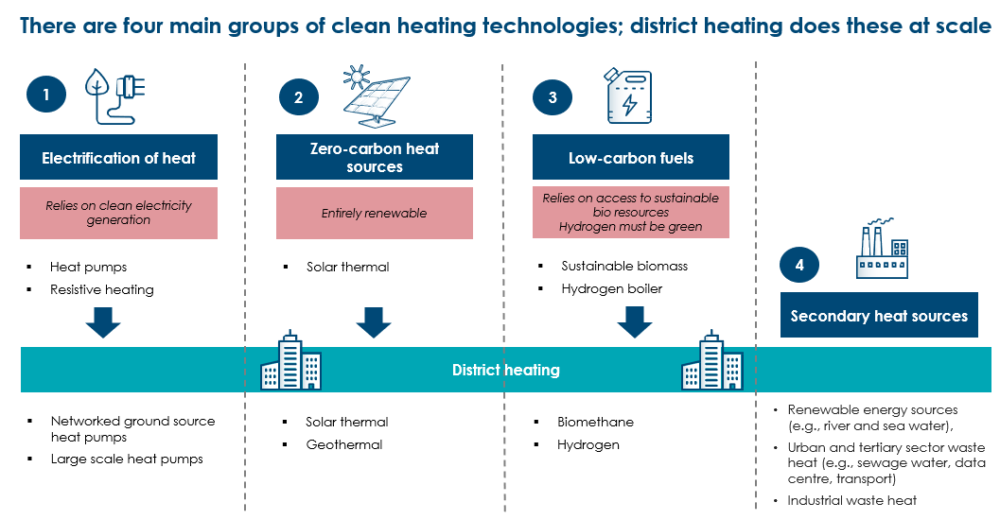 There are four main groups of clean heating technologies; district heating does these at scale
1
Electrification of heat
Relies on clean electricity
generation
▪ Heat pumps
▪ Resistive heating
2
Zero-carbon heat
sources
Entirely renewable
▪ Solar thermal
3
Low-carbon fuels
Relies on access to sustainable
bio resources
Hydrogen must be green
▪ Sustainable biomass
▪ Hydrogen boiler
4
Secondary heat sources
District heating
▪ Networked ground source
heat pumps
▪ Large scale heat pumps
▪ Solar thermal
▪ Geothermal
▪ Biomethane
▪ Hydrogen
• Renewable energy sources
(e.g., river and sea water),
• Urban and tertiary sector waste
heat (e.g., sewage water, data
centre, transport)
• Industrial waste heat